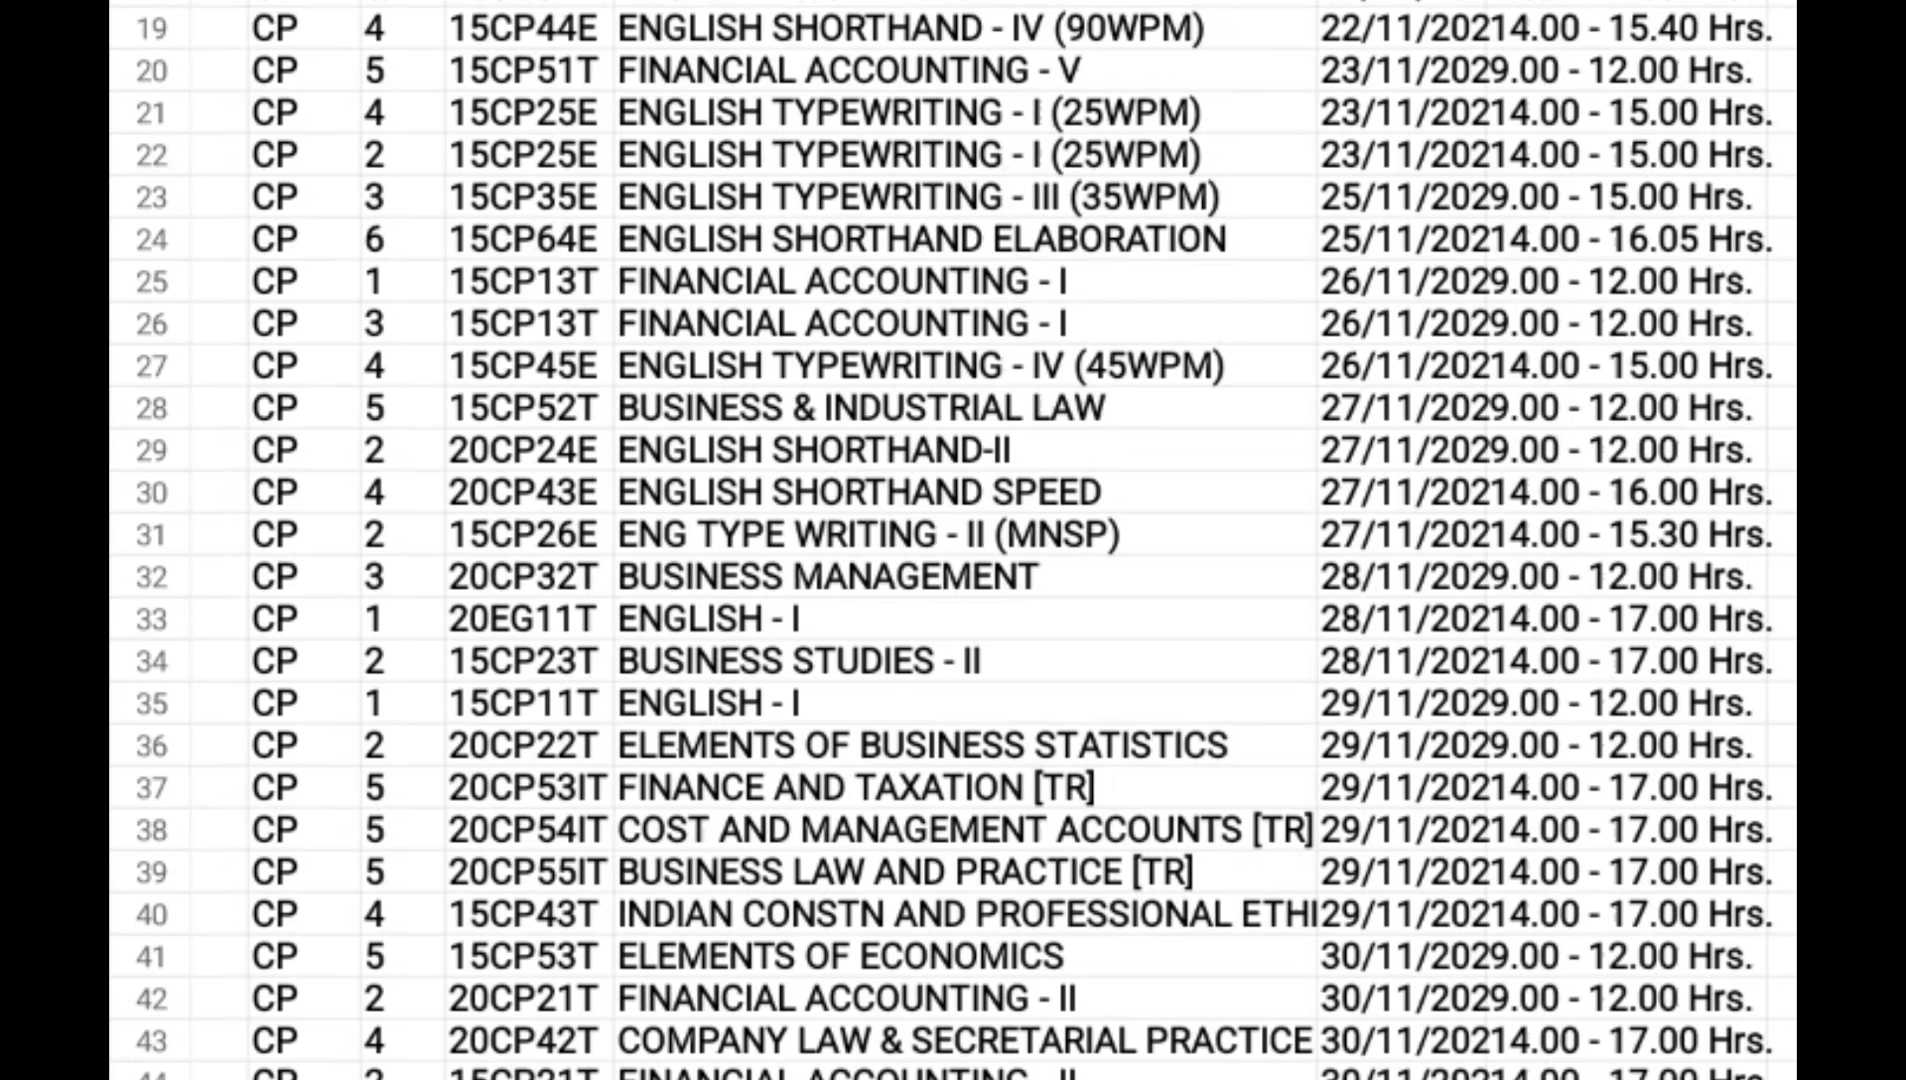 19 CP 4 15CP44E ENGLISH SHORTHAND - IV (90WPM) 22/11/20214.00 - 15.40 Hrs.
20 CP 5 15CP51T FINANCIAL ACCOUNTING - V 23/11/2029.00 - 12.00 Hrs.
21 CP 4 15CP25E ENGLISH TYPEWRITING - I (25WPM) 23/11/20214.00 - 15.00 Hrs.
22 CP 2 15CP25E ENGLISH TYPEWRITING - I (25WPM) 23/11/20214.00 - 15.00 Hrs.
23 CP 3 15CP35E ENGLISH TYPEWRITING - III (35WPM) 25/11/2029.00 - 15.00 Hrs.
24 CP 6 15CP64E ENGLISH SHORTHAND ELABORATION 25/11/20214.00 - 16.05 Hrs.
25 CP 1 15CP13T FINANCIAL ACCOUNTING - I 26/11/2029.00 - 12.00 Hrs.
26 CP 3 15CP13T FINANCIAL ACCOUNTING - I 26/11/2029.00 - 12.00 Hrs.
27 CP 4 15CP45E ENGLISH TYPEWRITING - IV (45WPM) 26/11/20214.00 - 15.00 Hrs.
28 CP 5 15CP52T BUSINESS & INDUSTRIAL LAW 27/11/2029.00 - 12.00 Hrs.
29 CP 2 20CP24E ENGLISH SHORTHAND-II 27/11/2029.00 - 12.00 Hrs.
30 CP 4 20CP43E ENGLISH SHORTHAND SPEED 27/11/20214.00 - 16.00 Hrs.
31 CP 2 15CP26E ENG TYPE WRITING - II (MNSP) 27/11/20214.00 - 15.30 Hrs.
32 CP 3 20CP32T BUSINESS MANAGEMENT 28/11/2029.00 - 12.00 Hrs.
33 CP 1 20EG11T ENGLISH - I 28/11/20214.00 - 17.00 Hrs.
34 CP 2 15CP23T BUSINESS STUDIES - II 28/11/20214.00 - 17.00 Hrs.
35 CP 1 15CP11T ENGLISH - I 29/11/2029.00 - 12.00 Hrs.
36 CP 2 20CP22T ELEMENTS OF BUSINESS STATISTICS 29/11/2029.00 - 12.00 Hrs.
37 CP 5 20CP53IT FINANCE AND TAXATION [TR] 29/11/20214.00 - 17.00 Hrs.
38 CP 5 20CP54IT COST AND MANAGEMENT ACCOUNTS [TR] 29/11/20214.00 - 17.00 Hrs.
39 CP 5 20CP55IT BUSINESS LAW AND PRACTICE [TR] 29/11/20214.00 - 17.00 Hrs.
40 CP 4 15CP43T INDIAN CONSTN AND PROFESSIONAL ETHI 29/11/20214.00 - 17.00 Hrs.
41 CP 5 15CP53T ELEMENTS OF ECONOMICS 30/11/2029.00 - 12.00 Hrs.
42 CP 2 20CP21T FINANCIAL ACCOUNTING - II 30/11/2029.00 - 12.00 Hrs.
43 CP 4 20CP42T COMPANY LAW & SECRETARIAL PRACTICE 30/11/20214.00 - 17.00 Hrs.